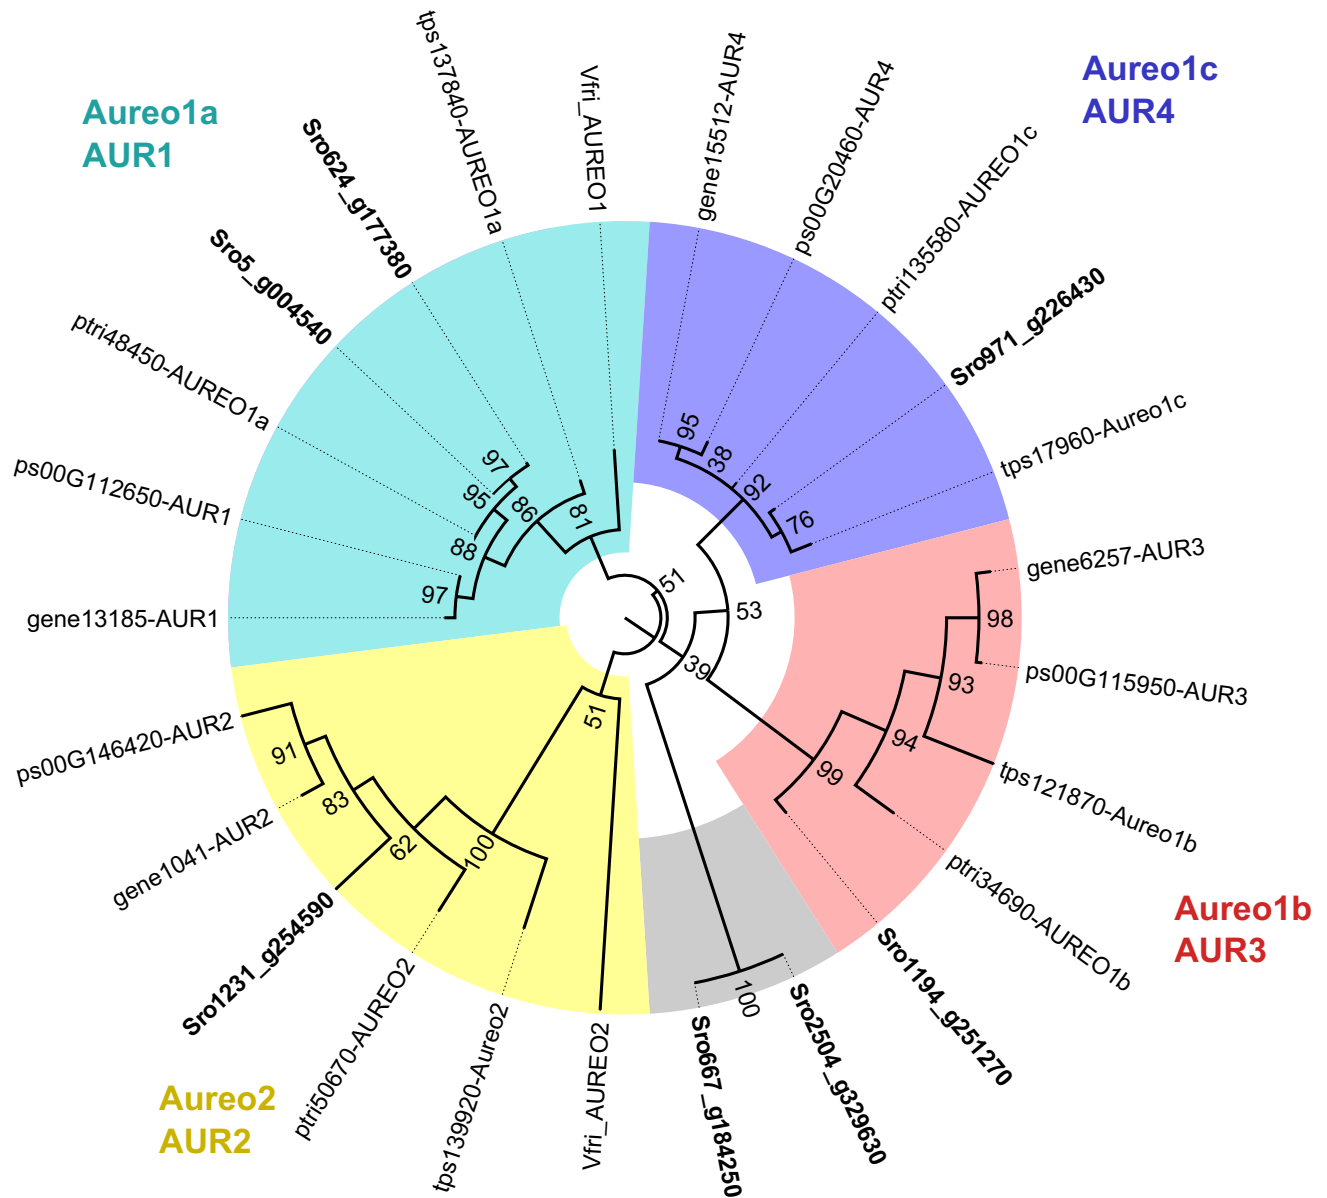 Aureo1a
AUR1
Aureo1c
AUR4
Aureo1b
AUR3
Aureo2
AUR2
Vfri_AUREO1
gene15512-AUR4
ps00G20460-AUR4
ptri135580-AUREO1c
Sro971_g226430
tps17960-Aureo1c
gene6257-AUR3
ps00G115950-AUR3
tps121870-Aureo1b
ptri34690-AUREO1b
Sro1194_g251270
Sro2504_g329630
Sro667_g184250
Vfri_AUREO2
tps139920-Aureo2
ptri50670-AUREO2
Sro1231_g254590
gene1041-AUR2
ps00G146420-AUR2
gene13185-AUR1
ps00G112650-AUR1
ptri48450-AUREO1a
Sro5_g004540
Sro624_g177380
tps137840-AUREO1a
95
38
92
76
97
95
86
81
88
97
51
53
39
98
93
94
99
51
91
83
62
100
100